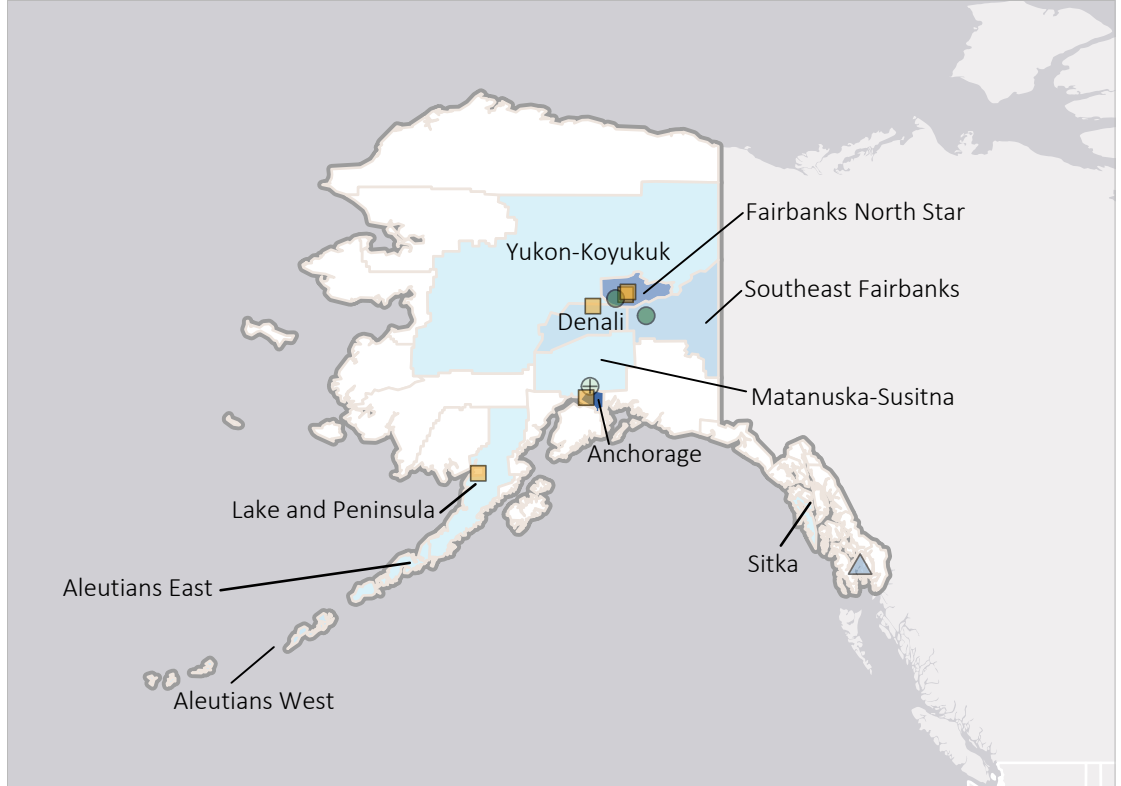 Fairbanks North Star
Yukon-Koyukuk
Southeast Fairbanks
Denali
Matanuska-Susitna
Anchorage
Lake and Peninsula
Sitka
Aleutians East
Aleutians West